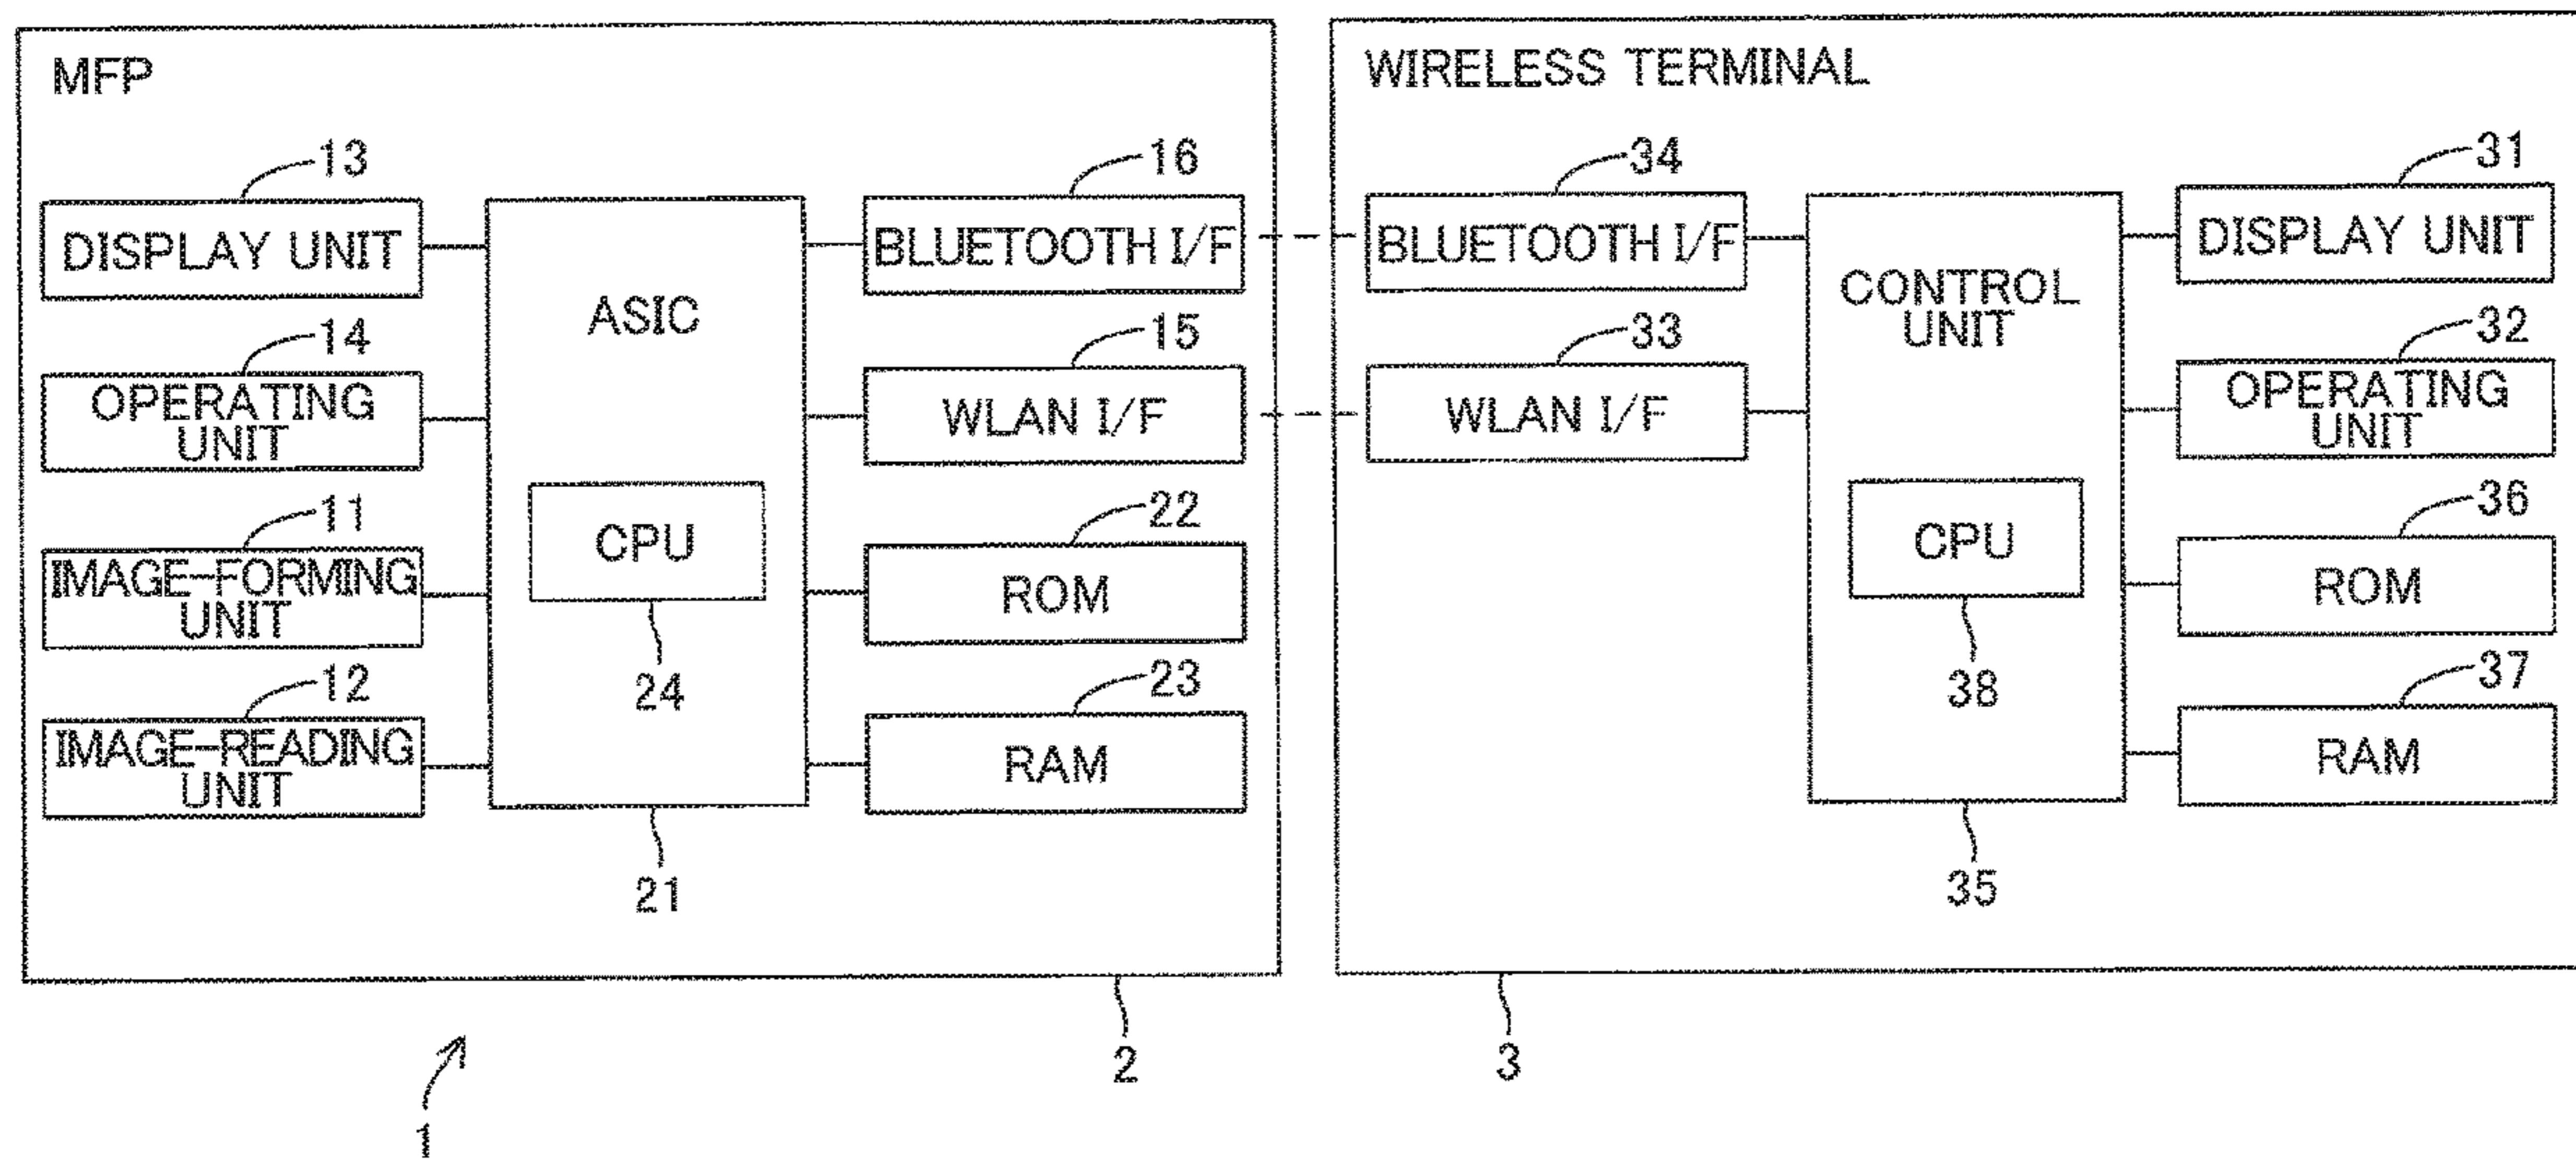 MFP
13
DISPLAY UNIT
14
OPERATING
UNIT
11
IMAGE-FORMING
UNIT
12
IMAGE-READING
UNIT
ASIC
CPU
24
21
16
BLUETOOTH I/F
15
WLAN I/F
22
ROM
23
RAM
2
WIRELESS TERMINAL
34
BLUETOOTH I/F
33
WLAN I/F
CONTROL
UNIT
CPU
38
35
31
DISPLAY UNIT
32
OPERATING
UNIT
36
ROM
37
RAM
3
1